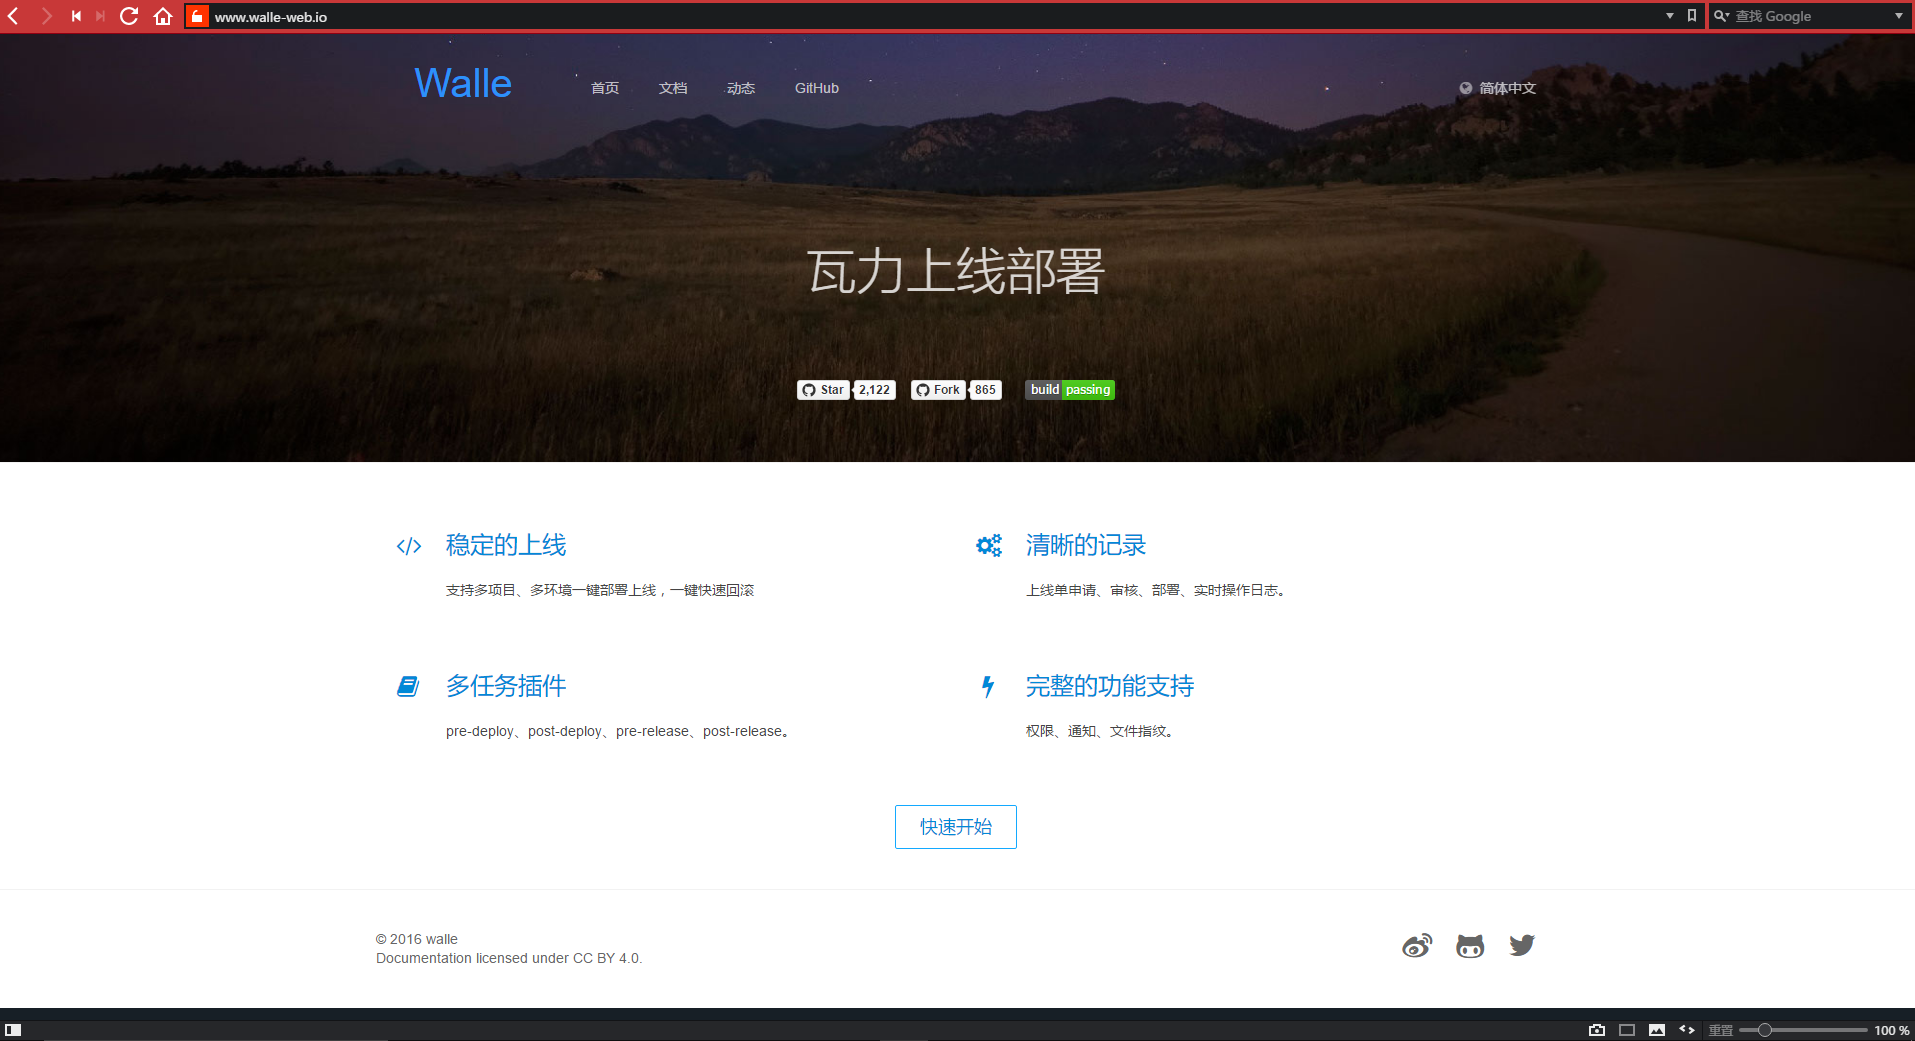 www.walle-web.io
查找 Google
Walle
首页
文档
动态
GitHub
简体中文
瓦力上线部署
Star 2,122
Fork 865
build passing
稳定的上线
支持多项目、多环境一键部署上线，一键快速回滚
清晰的记录
上线单申请、审核、部署、实时操作日志。
多任务插件
pre-deploy、post-deploy、pre-release、post-release。
完整的功能支持
权限、通知、文件指纹。
快速开始
© 2016 walle
Documentation licensed under CC BY 4.0.
重置
100 %